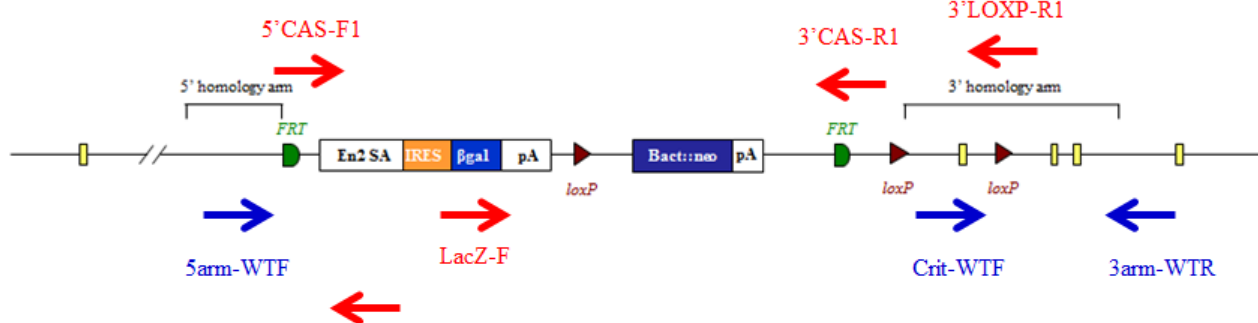 3'LOXP-R1
5'CAS-F1
3'CAS-R1
5' homology arm
3' homology arm
FRT
FRT
En2 SA IRES βgal pA
Bact::neo pA
loxP
loxP
loxP
5arm-WTF
LacZ-F
Crit-WTF
3arm-WTR